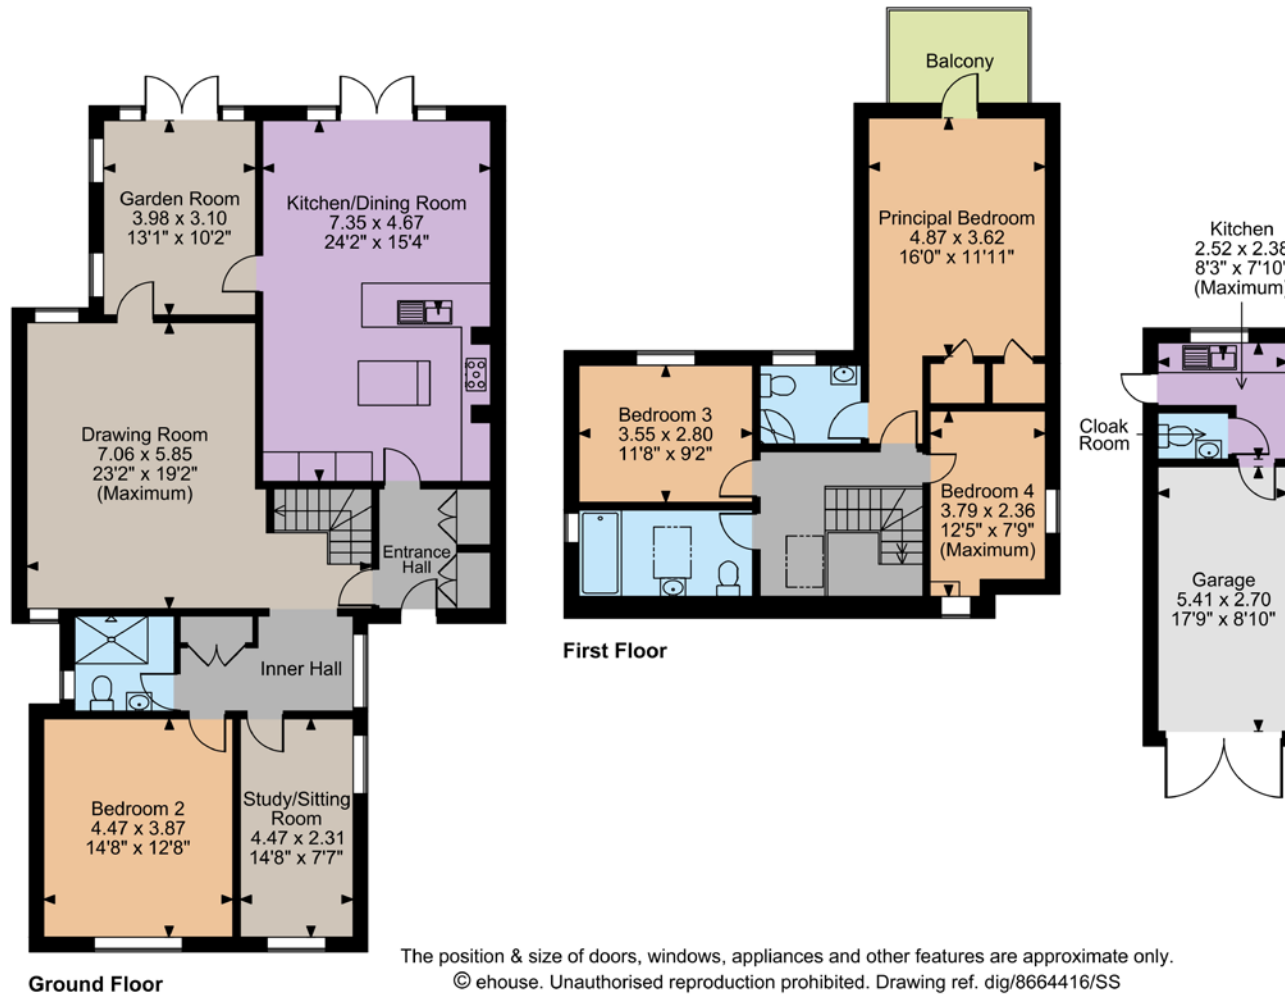 Balcony
Garden Room
3.98 x 3.10
13'1" x 10'2"
Kitchen/Dining Room
7.35 x 4.67
24'2" x 15'4"
Principal Bedroom
4.87 x 3.62
16'0" x 11'11"
Kitchen
2.52 x 2.38
8'3" x 7'10"
(Maximum)
Drawing Room
7.06 x 5.85
23'2" x 19'2"
(Maximum)
Bedroom 3
3.55 x 2.80
11'8" x 9'2"
Cloak
Room
Bedroom 4
3.79 x 2.36
12'5" x 7'9"
(Maximum)
Entrance
Hall
Garage
5.41 x 2.70
17'9" x 8'10"
First Floor
Inner Hall
Bedroom 2
4.47 x 3.87
14'8" x 12'8"
Study/Sitting
Room
4.47 x 2.31
14'8" x 7'7"
The position & size of doors, windows, appliances and other features are approximate only.
© ehouse. Unauthorised reproduction prohibited. Drawing ref. dig/8664416/SS
Ground Floor